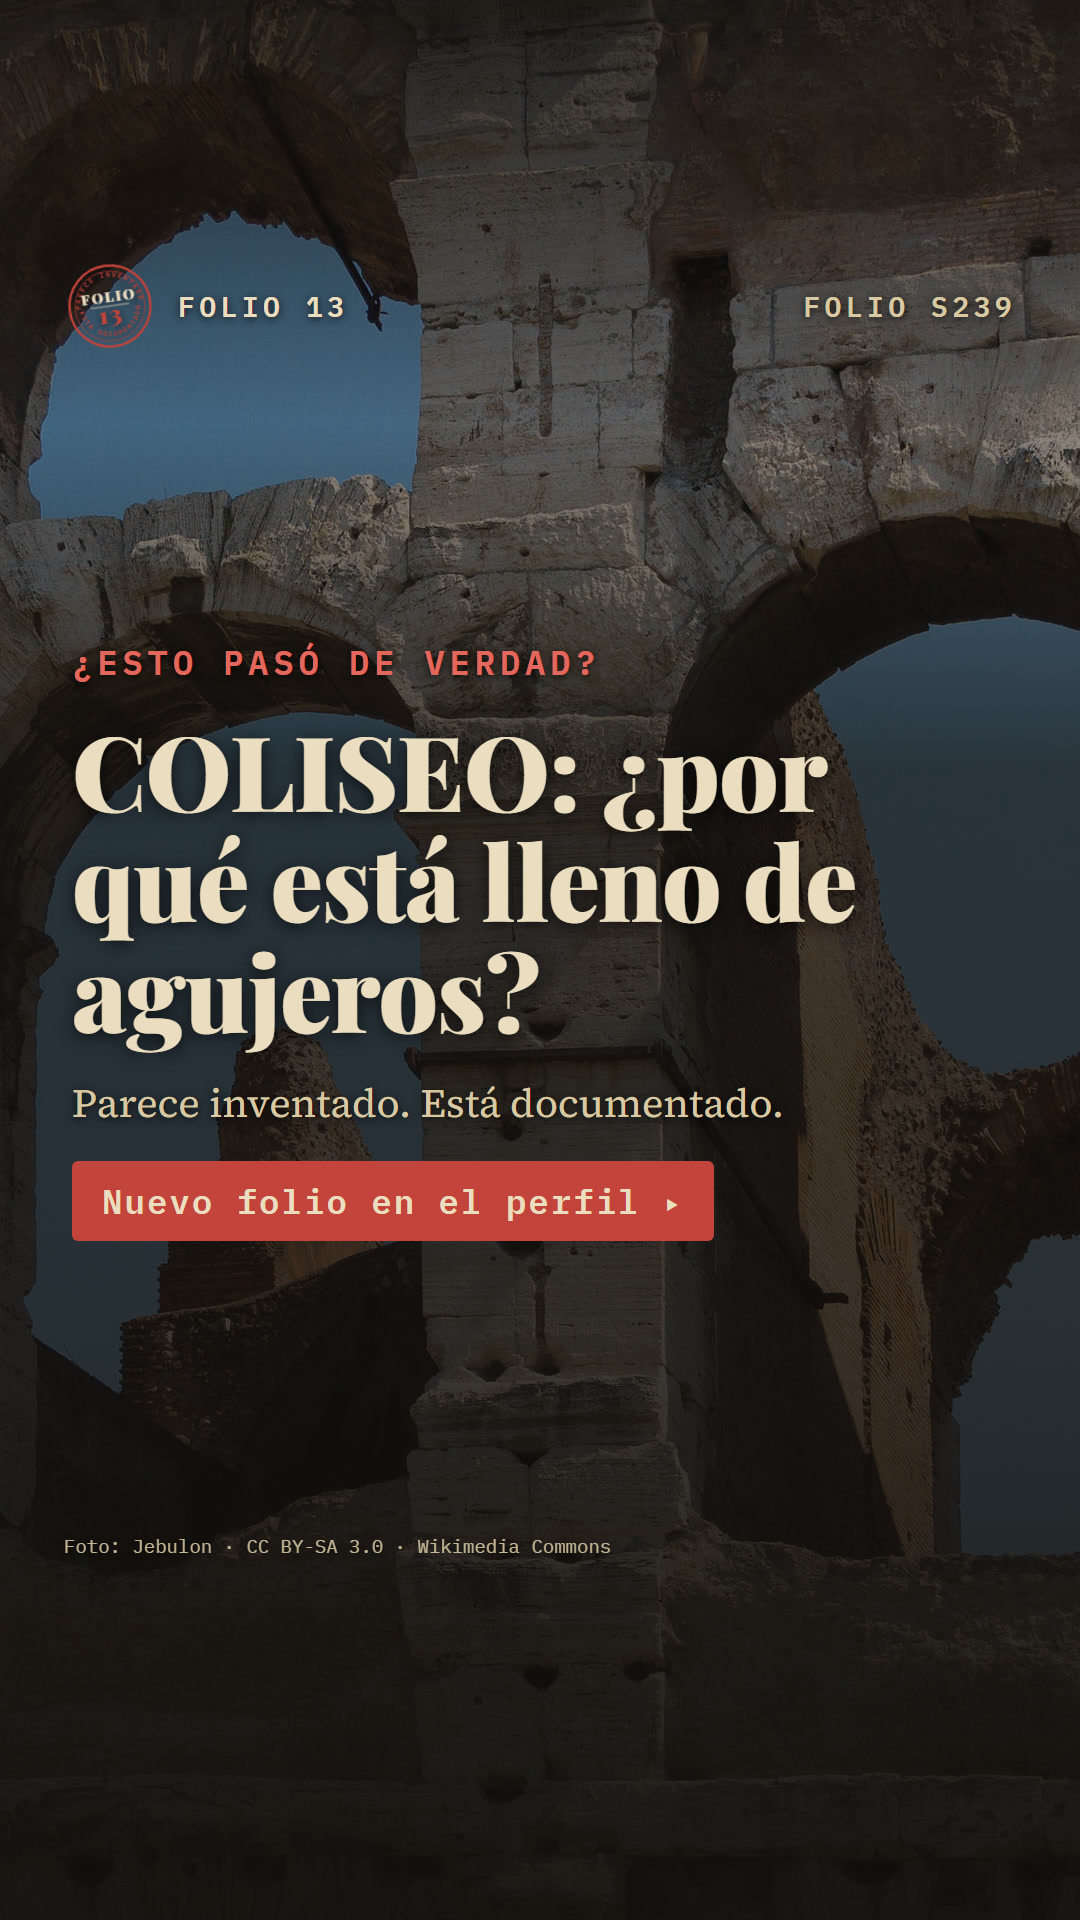 FOLIO
13
FOLIO 13
FOLIO S239
¿ESTO PASÓ DE VERDAD?
COLISEO: ¿por
qué está lleno de
agujeros?
Parece inventado. Está documentado.
Nuevo folio en el perfil ▸
Foto: Jebulon · CC BY-SA 3.0 · Wikimedia Commons